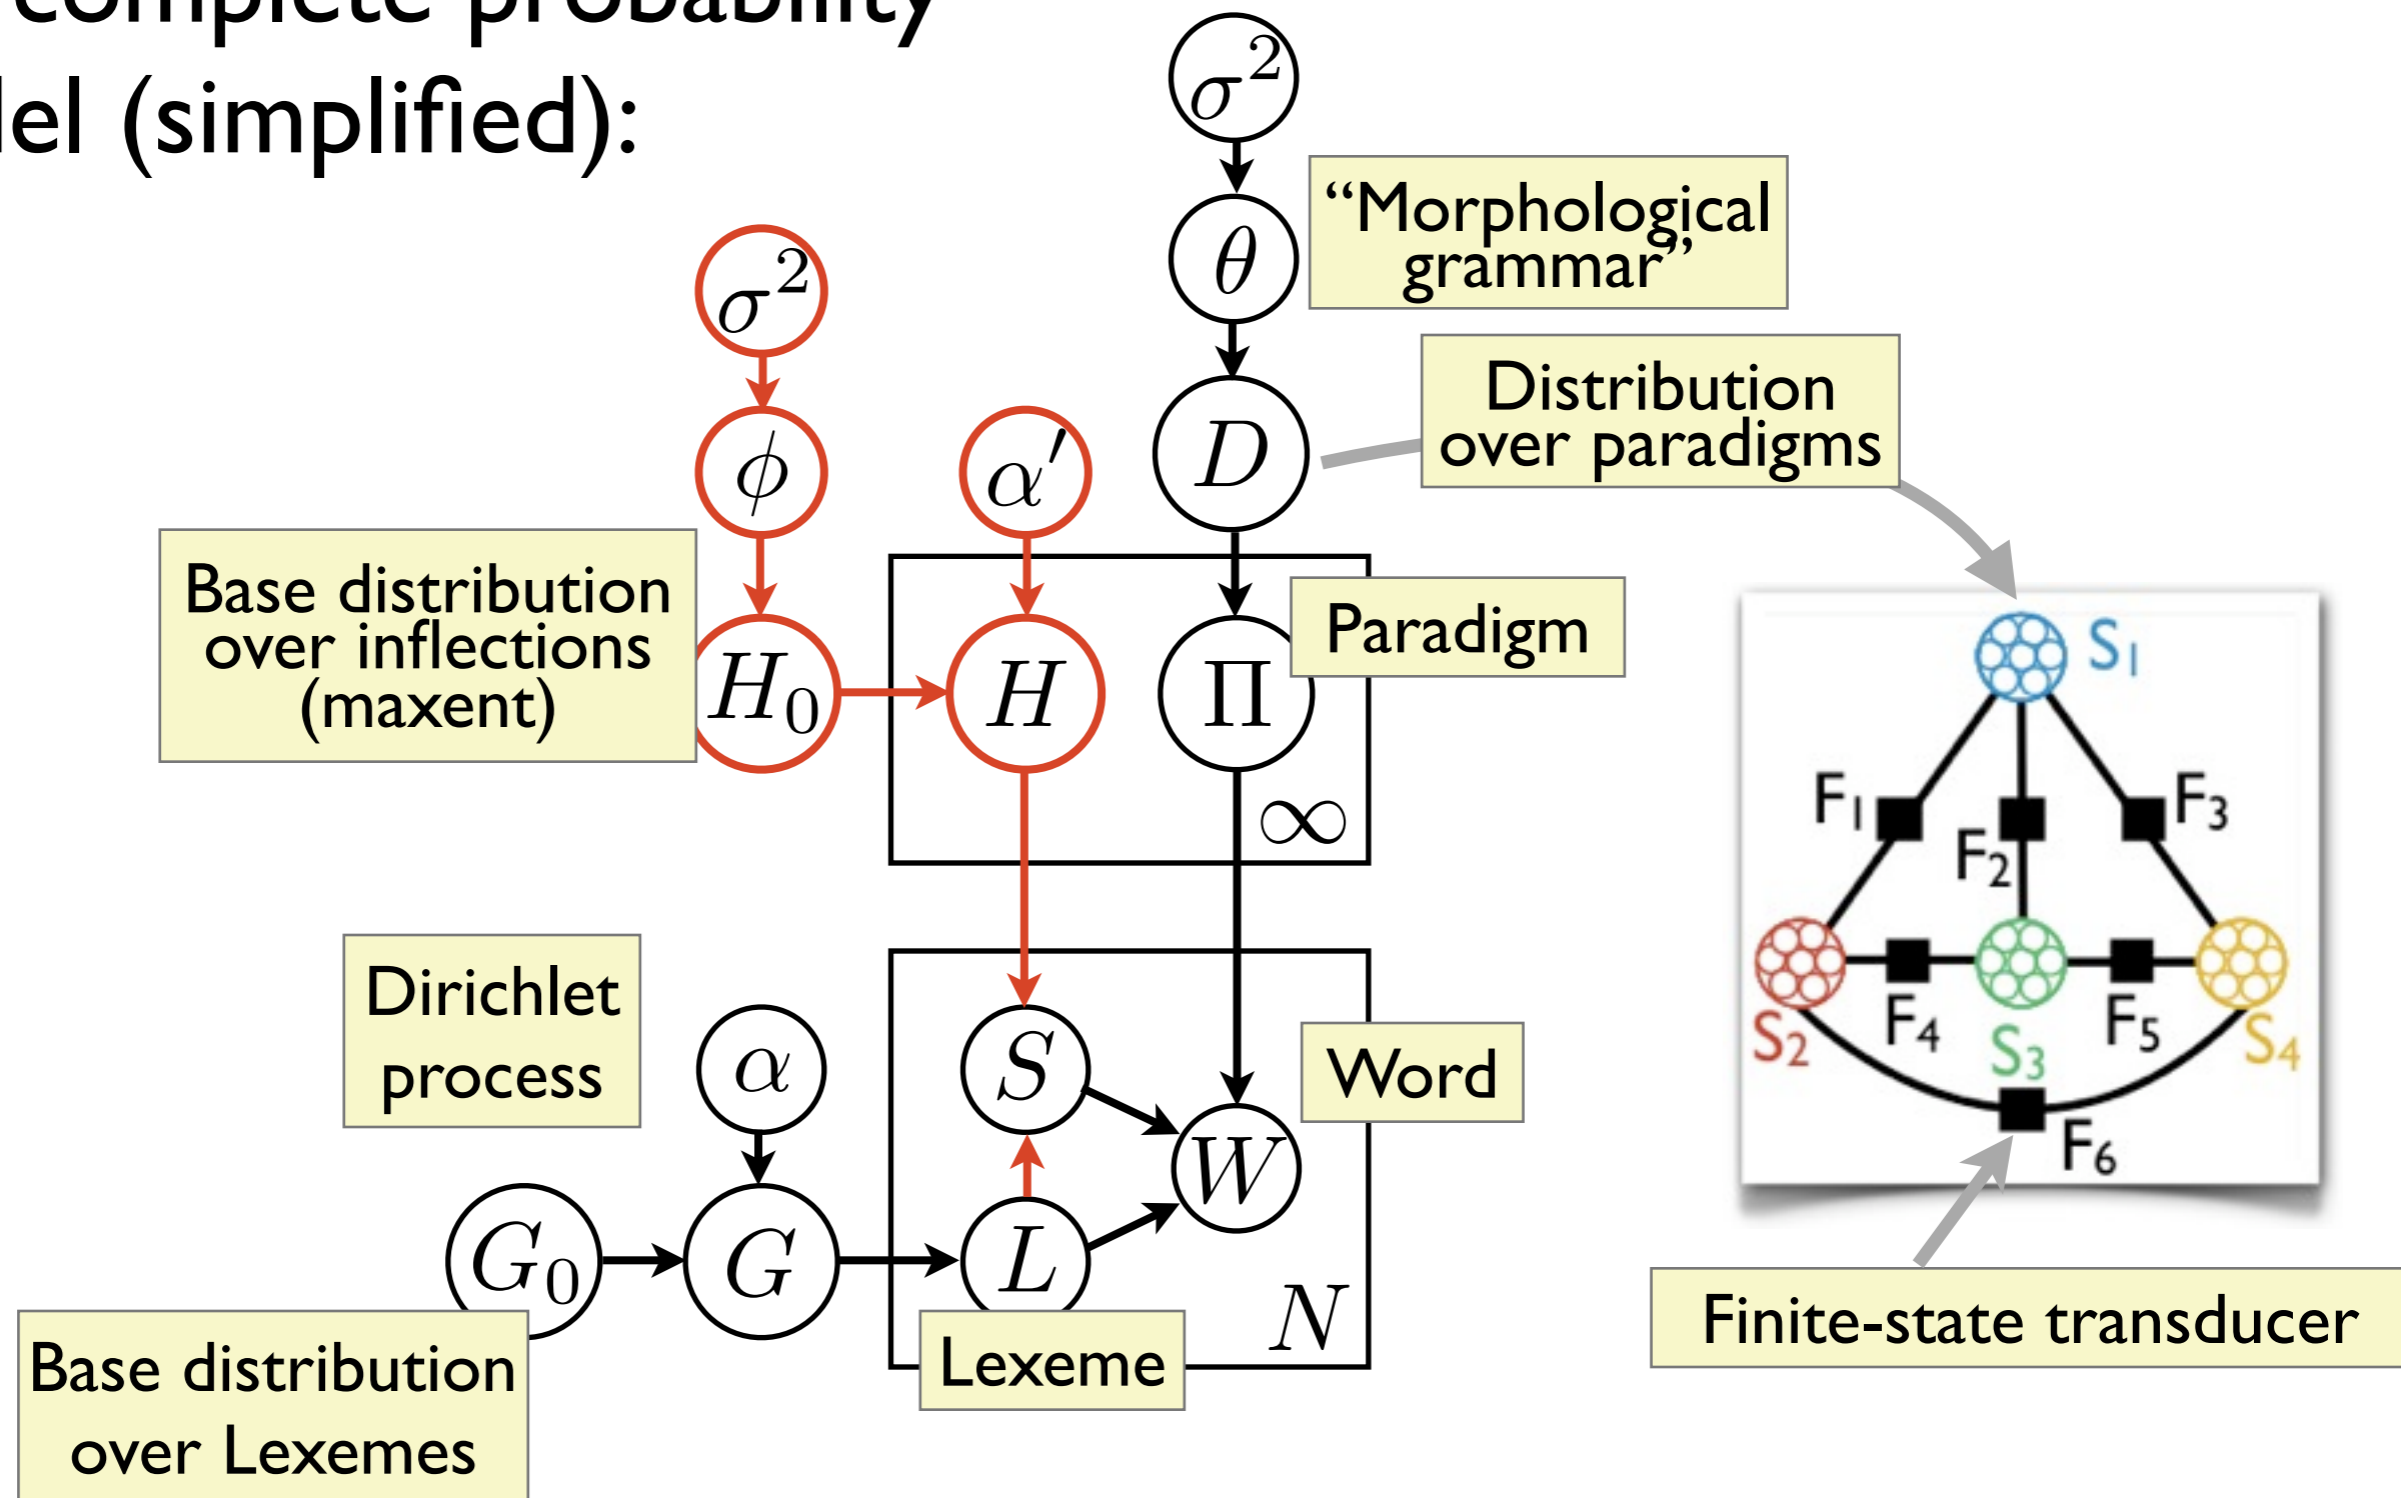 complete probability
del (simplified):
σ²
“Morphological
grammar”
θ
σ²
Distribution
over paradigms
ϕ
α′
D
Base distribution
over inflections
(maxent)
H₀
H
Π
Paradigm
∞
S₁
F₁
F₂
F₃
S₂
F₄
S₃
F₅
S₄
F₆
Dirichlet
process
α
S
Word
W
G₀
G
L
N
Lexeme
Finite-state transducer
Base distribution
over Lexemes